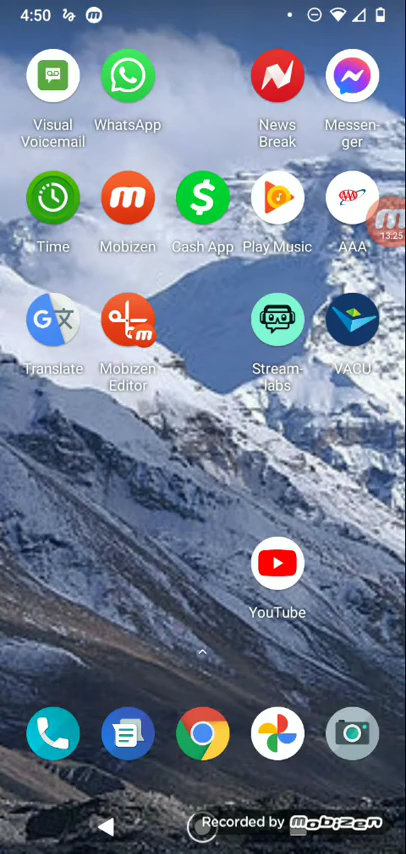 4:50
Visual Voicemail
WhatsApp
News Break
Messen-
ger
Time
Mobizen
Cash App
Play Music
AAA
13:25
Translate
Mobizen Editor
Stream-
labs
VACU
YouTube
Recorded by mobizen